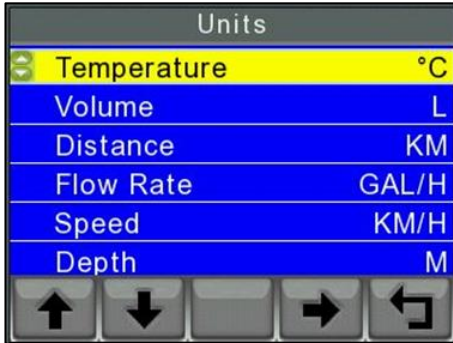 Units
Temperature °C
Volume L
Distance KM
Flow Rate GAL/H
Speed KM/H
Depth M